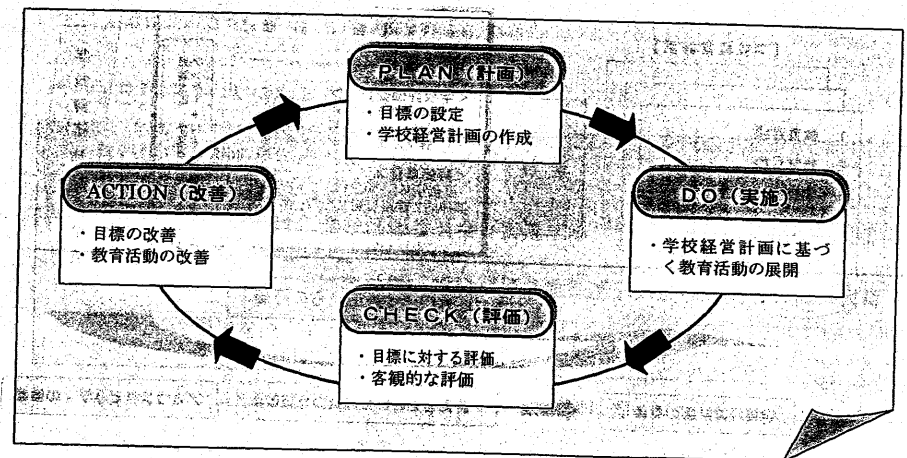 PLAN（計画）
・目標の設定
・学校経営計画の作成
DO（実施）
・学校経営計画に基づ
く教育活動の展開
CHECK（評価）
・目標に対する評価
・客観的な評価
ACTION（改善）
・目標の改善
・教育活動の改善